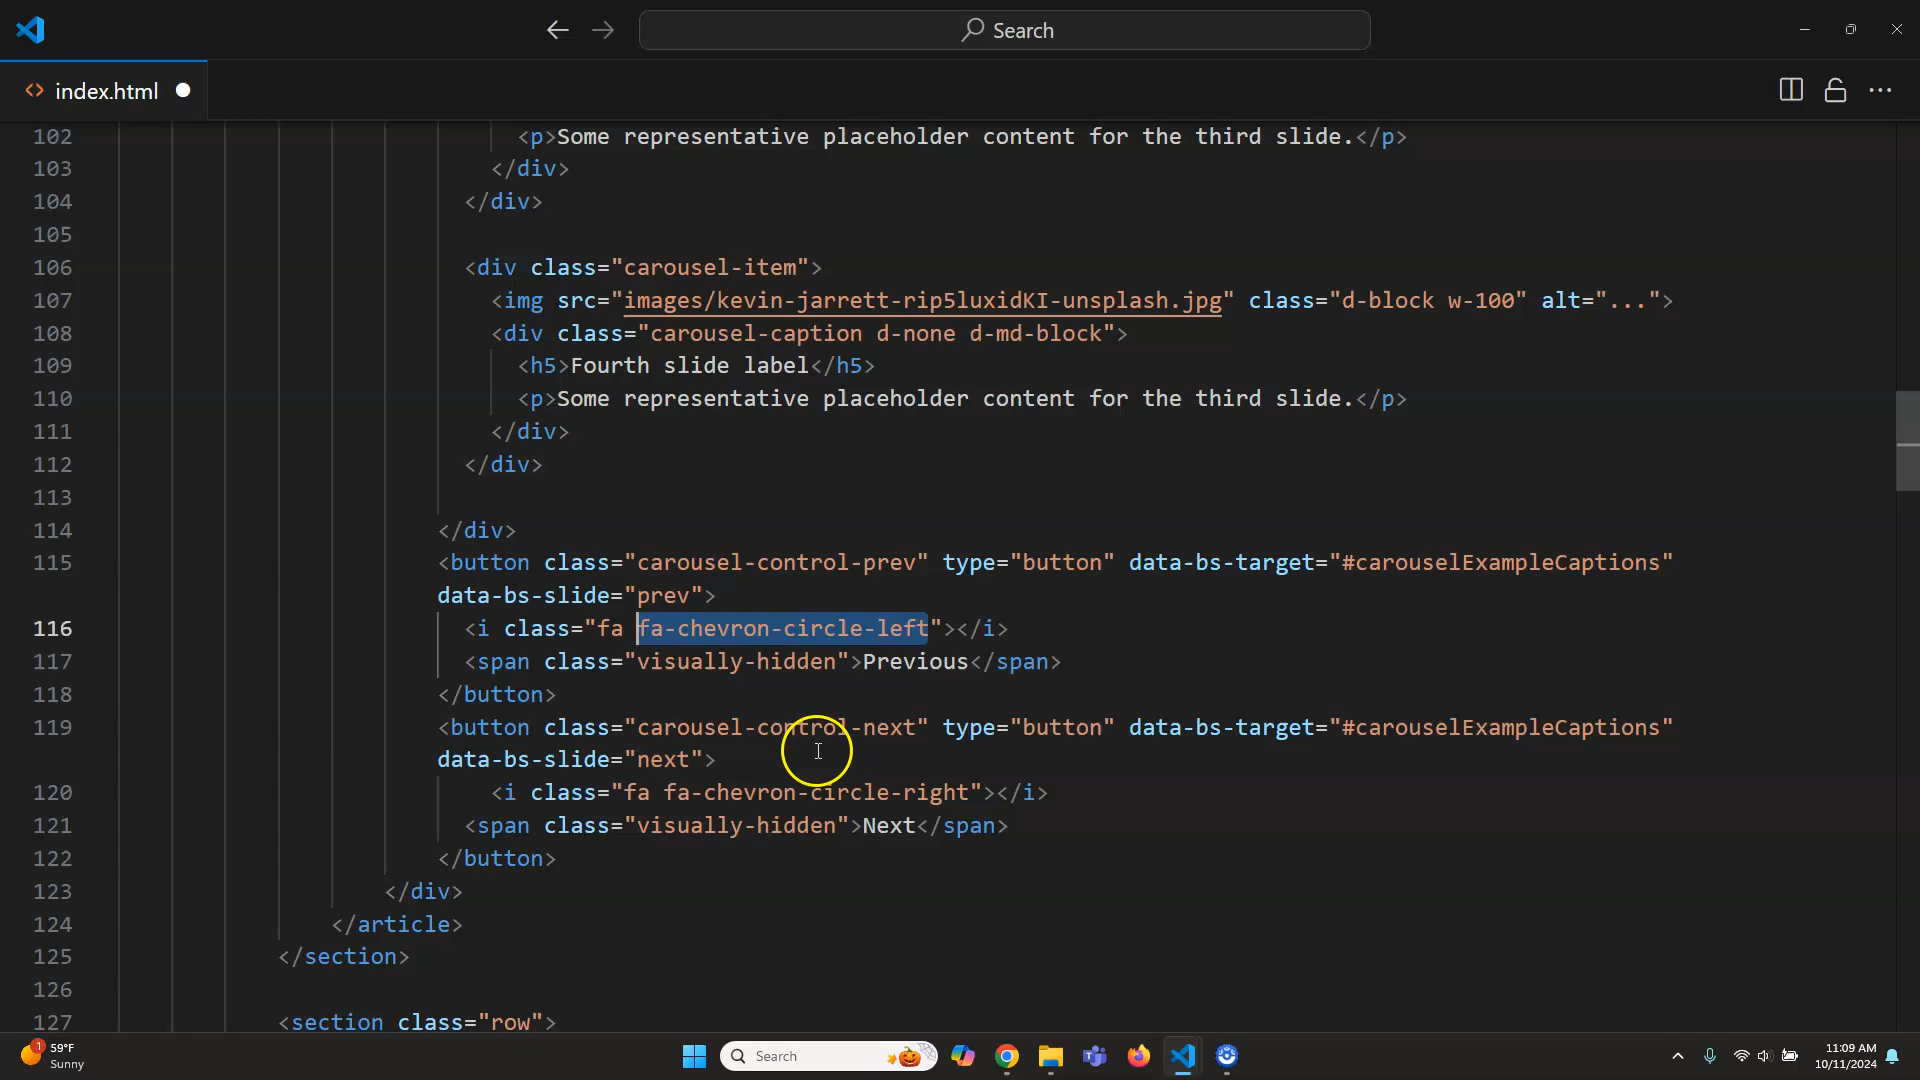 Search
index.html
102 <p>Some representative placeholder content for the third slide.</p>
103 </div>
104 </div>
105
106 <div class="carousel-item">
107 <img src="images/kevin-jarrett-rip5luxidKI-unsplash.jpg" class="d-block w-100" alt="...">
108 <div class="carousel-caption d-none d-md-block">
109 <h5>Fourth slide label</h5>
110 <p>Some representative placeholder content for the third slide.</p>
111 </div>
112 </div>
113
114 </div>
115 <button class="carousel-control-prev" type="button" data-bs-target="#carouselExampleCaptions"
data-bs-slide="prev">
116 <i class="fa fa-chevron-circle-left"></i>
117 <span class="visually-hidden">Previous</span>
118 </button>
119 <button class="carousel-control-next" type="button" data-bs-target="#carouselExampleCaptions"
data-bs-slide="next">
120 <i class="fa fa-chevron-circle-right"></i>
121 <span class="visually-hidden">Next</span>
122 </button>
123 </div>
124 </article>
125 </section>
126
127 <section class="row">
1 59°F
Sunny
Search
11:09 AM
10/11/2024